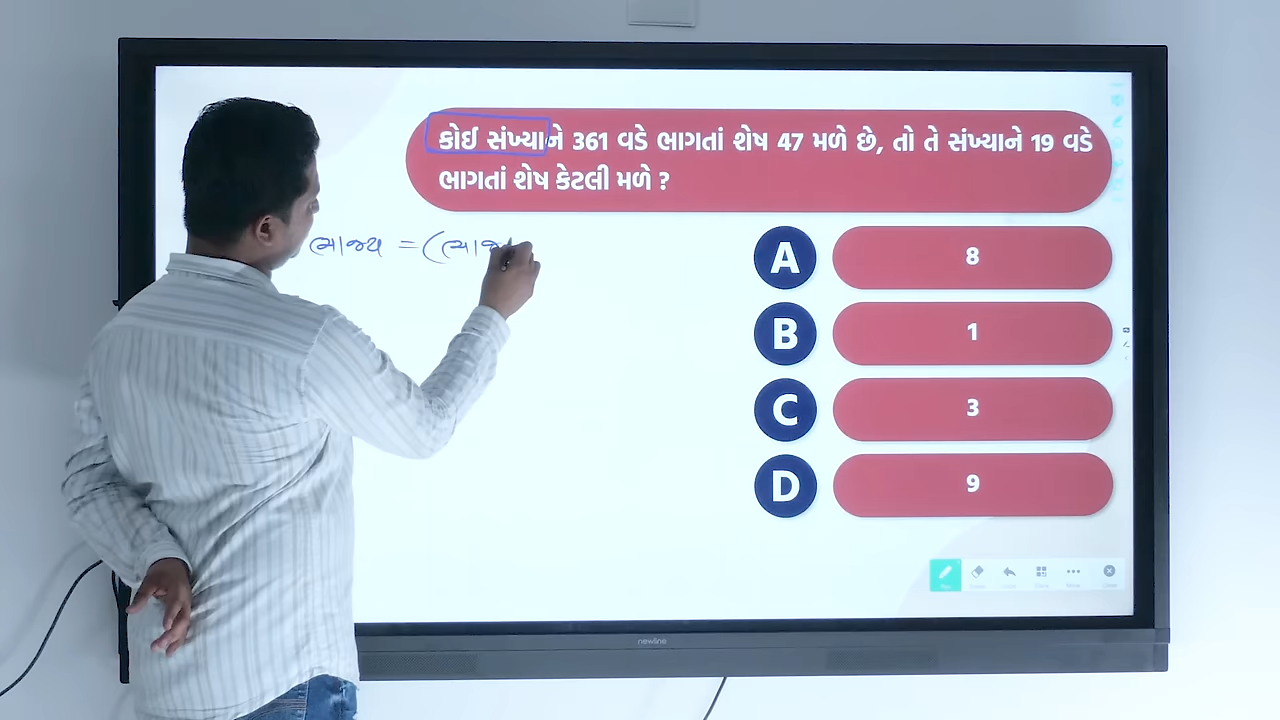 કોઈ સંખ્યાને 361 વડે ભાગતાં શેષ 47 મળે છે, તો તે સંખ્યાને 19 વડે
ભાગતાં શેષ કેટલી મળે ?
ભાજ્ય = (ભાજ
A 8
B 1
C 3
D 9
newline